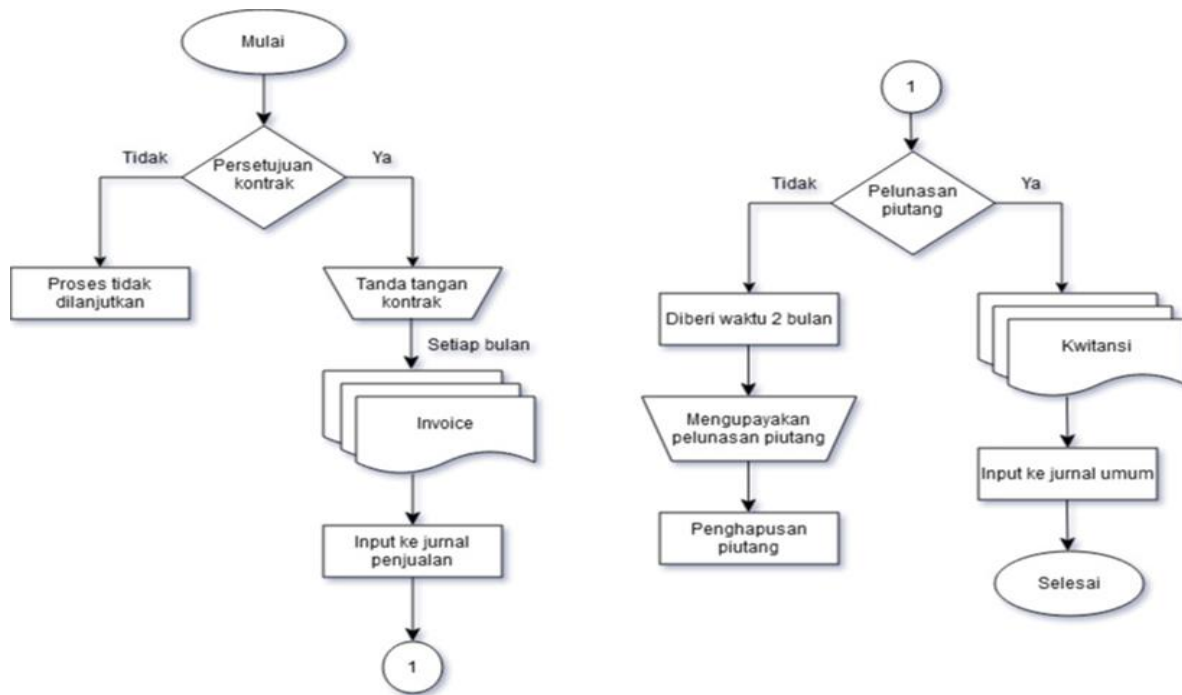 Mulai
Tidak
Persetujuan
kontrak
Ya
Proses tidak
dilanjutkan
Tanda tangan
kontrak
Setiap bulan
Invoice
Input ke jurnal
penjualan
1
1
Tidak
Pelunasan
piutang
Ya
Diberi waktu 2 bulan
Mengupayakan
pelunasan piutang
Penghapusan
piutang
Kwitansi
Input ke jurnal umum
Selesai